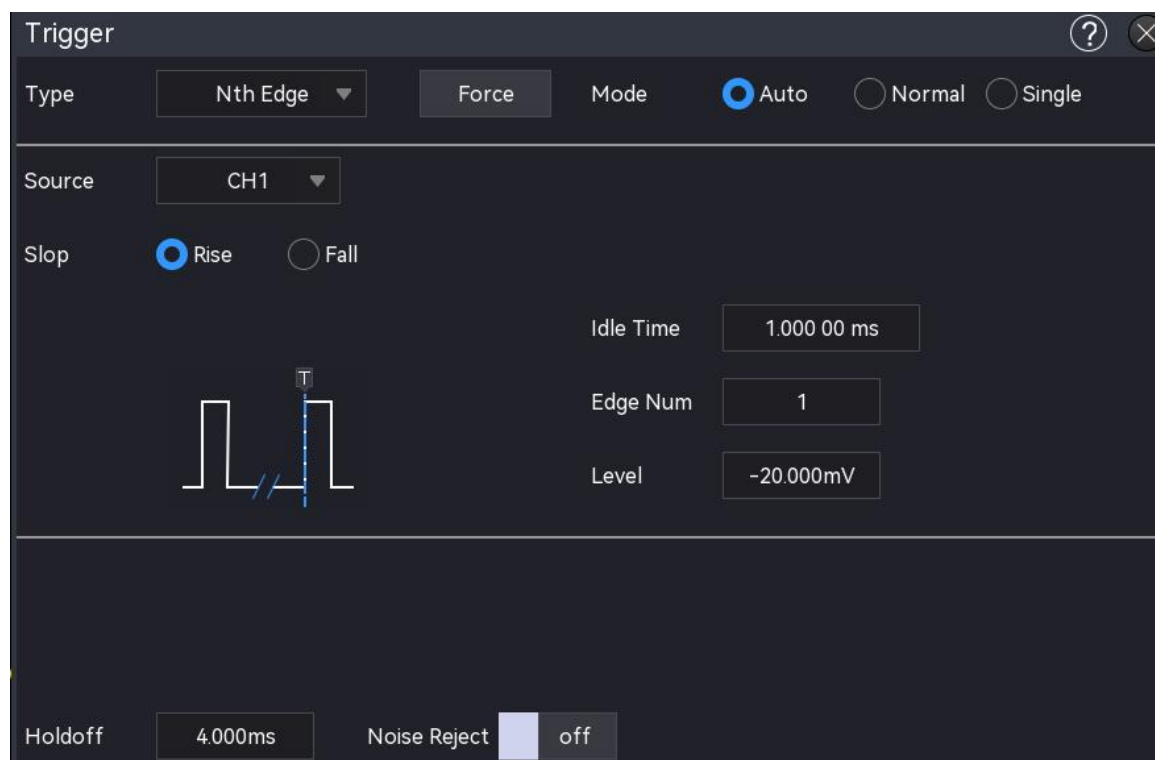 Trigger ?
Type Nth Edge Force Mode Auto Normal Single
Source CH1
Slop Rise Fall
Idle Time 1.000 00 ms
T
Edge Num 1
Level -20.000mV
Holdoff 4.000ms Noise Reject off